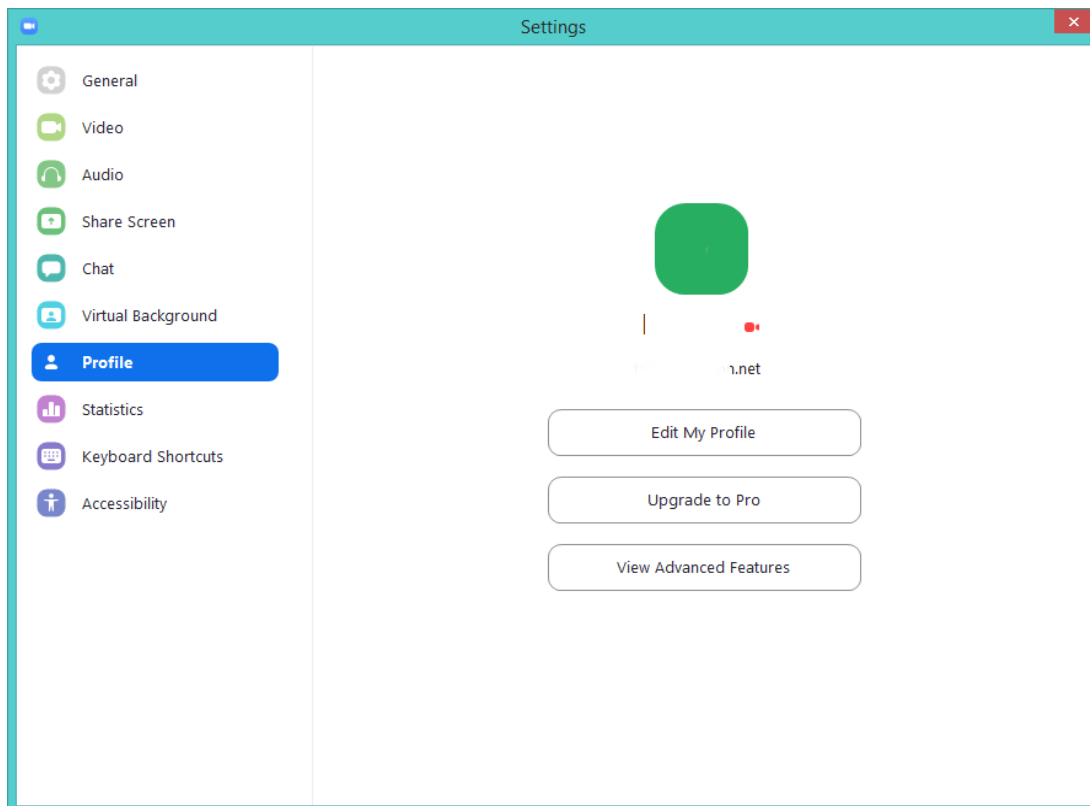 Settings
General
Video
Audio
Share Screen
Chat
Virtual Background
Profile
Statistics
Keyboard Shortcuts
Accessibility
.net
Edit My Profile
Upgrade to Pro
View Advanced Features